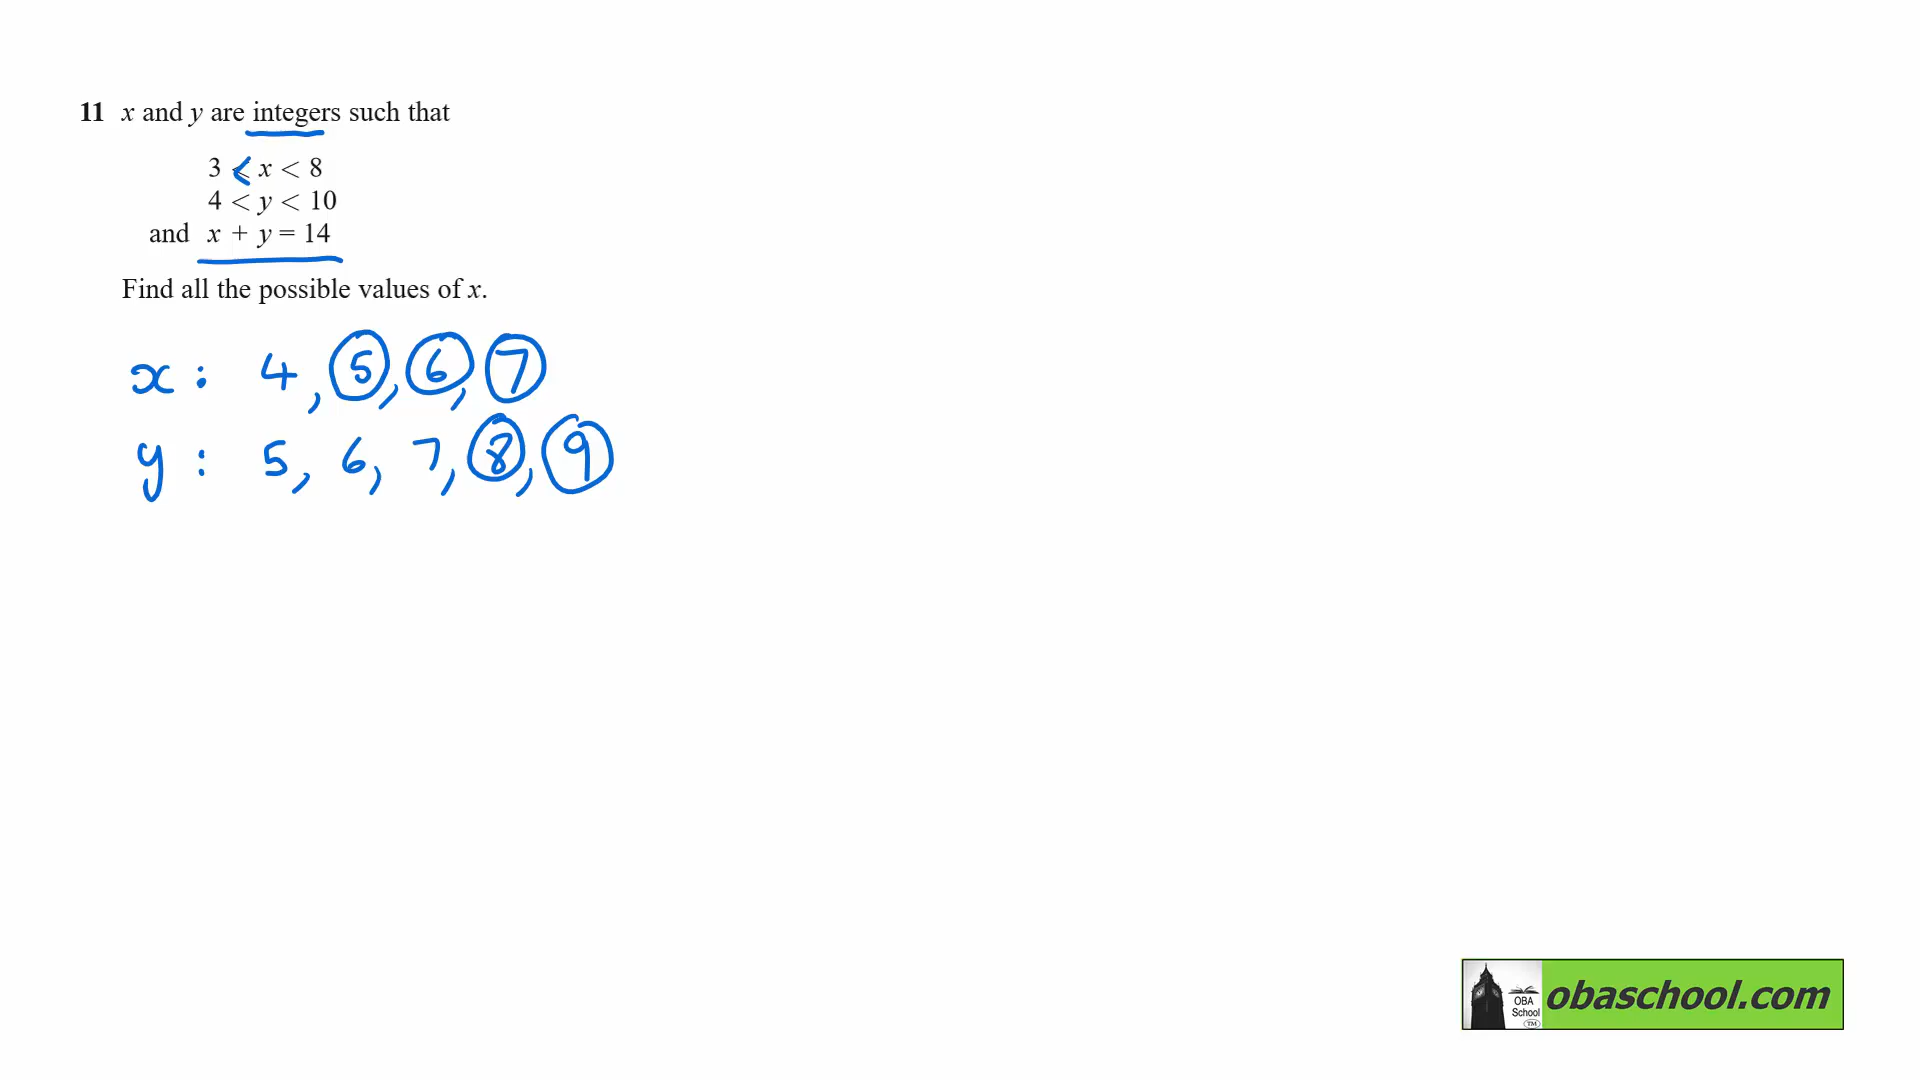 11 x and y are integers such that
3 < x < 8
4 < y < 10
and x + y = 14
Find all the possible values of x.
x : 4, 5, 6, 7
y : 5, 6, 7, 8, 9
OBA
School
TM
obaschool.com